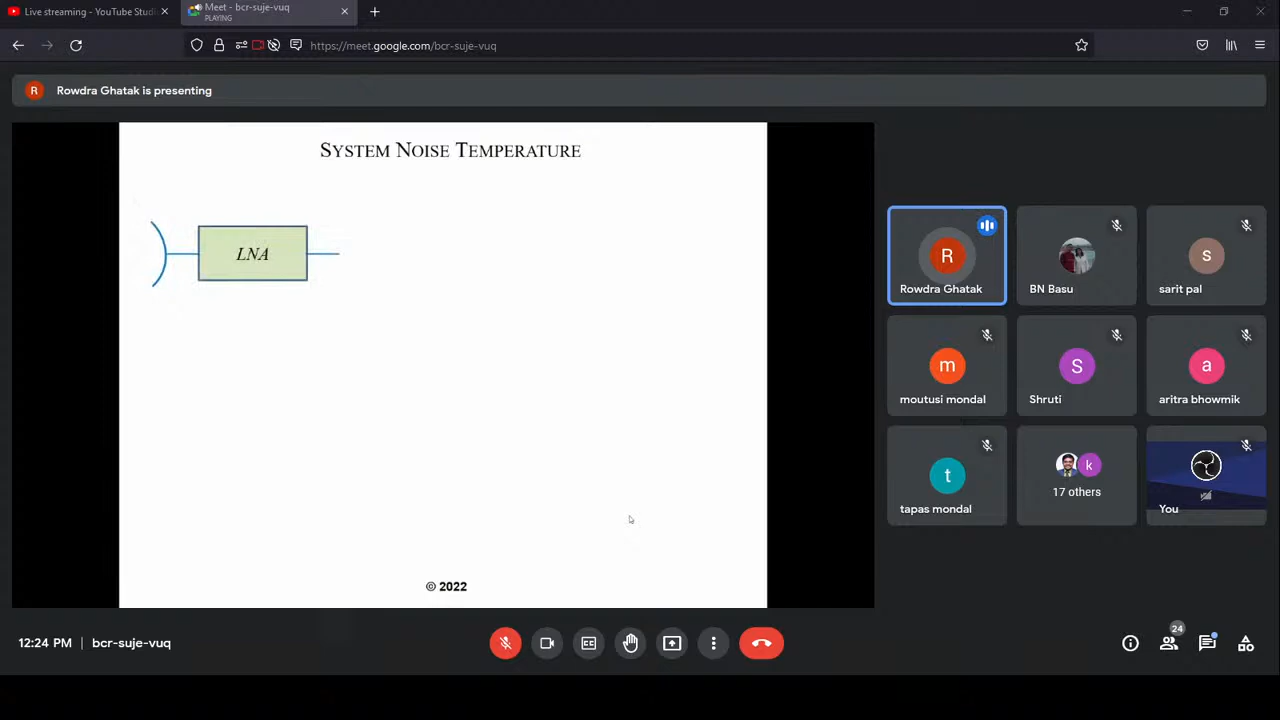 Live streaming - YouTube Studi
Meet - bcr-suje-vuq
PLAYING
https://meet.google.com/bcr-suje-vuq
R
Rowdra Ghatak is presenting
SYSTEM NOISE TEMPERATURE
LNA
© 2022
R
Rowdra Ghatak
BN Basu
s
sarit pal
m
moutusi mondal
S
Shruti
a
aritra bhowmik
t
tapas mondal
k
17 others
You
12:24 PM | bcr-suje-vuq
CC
24